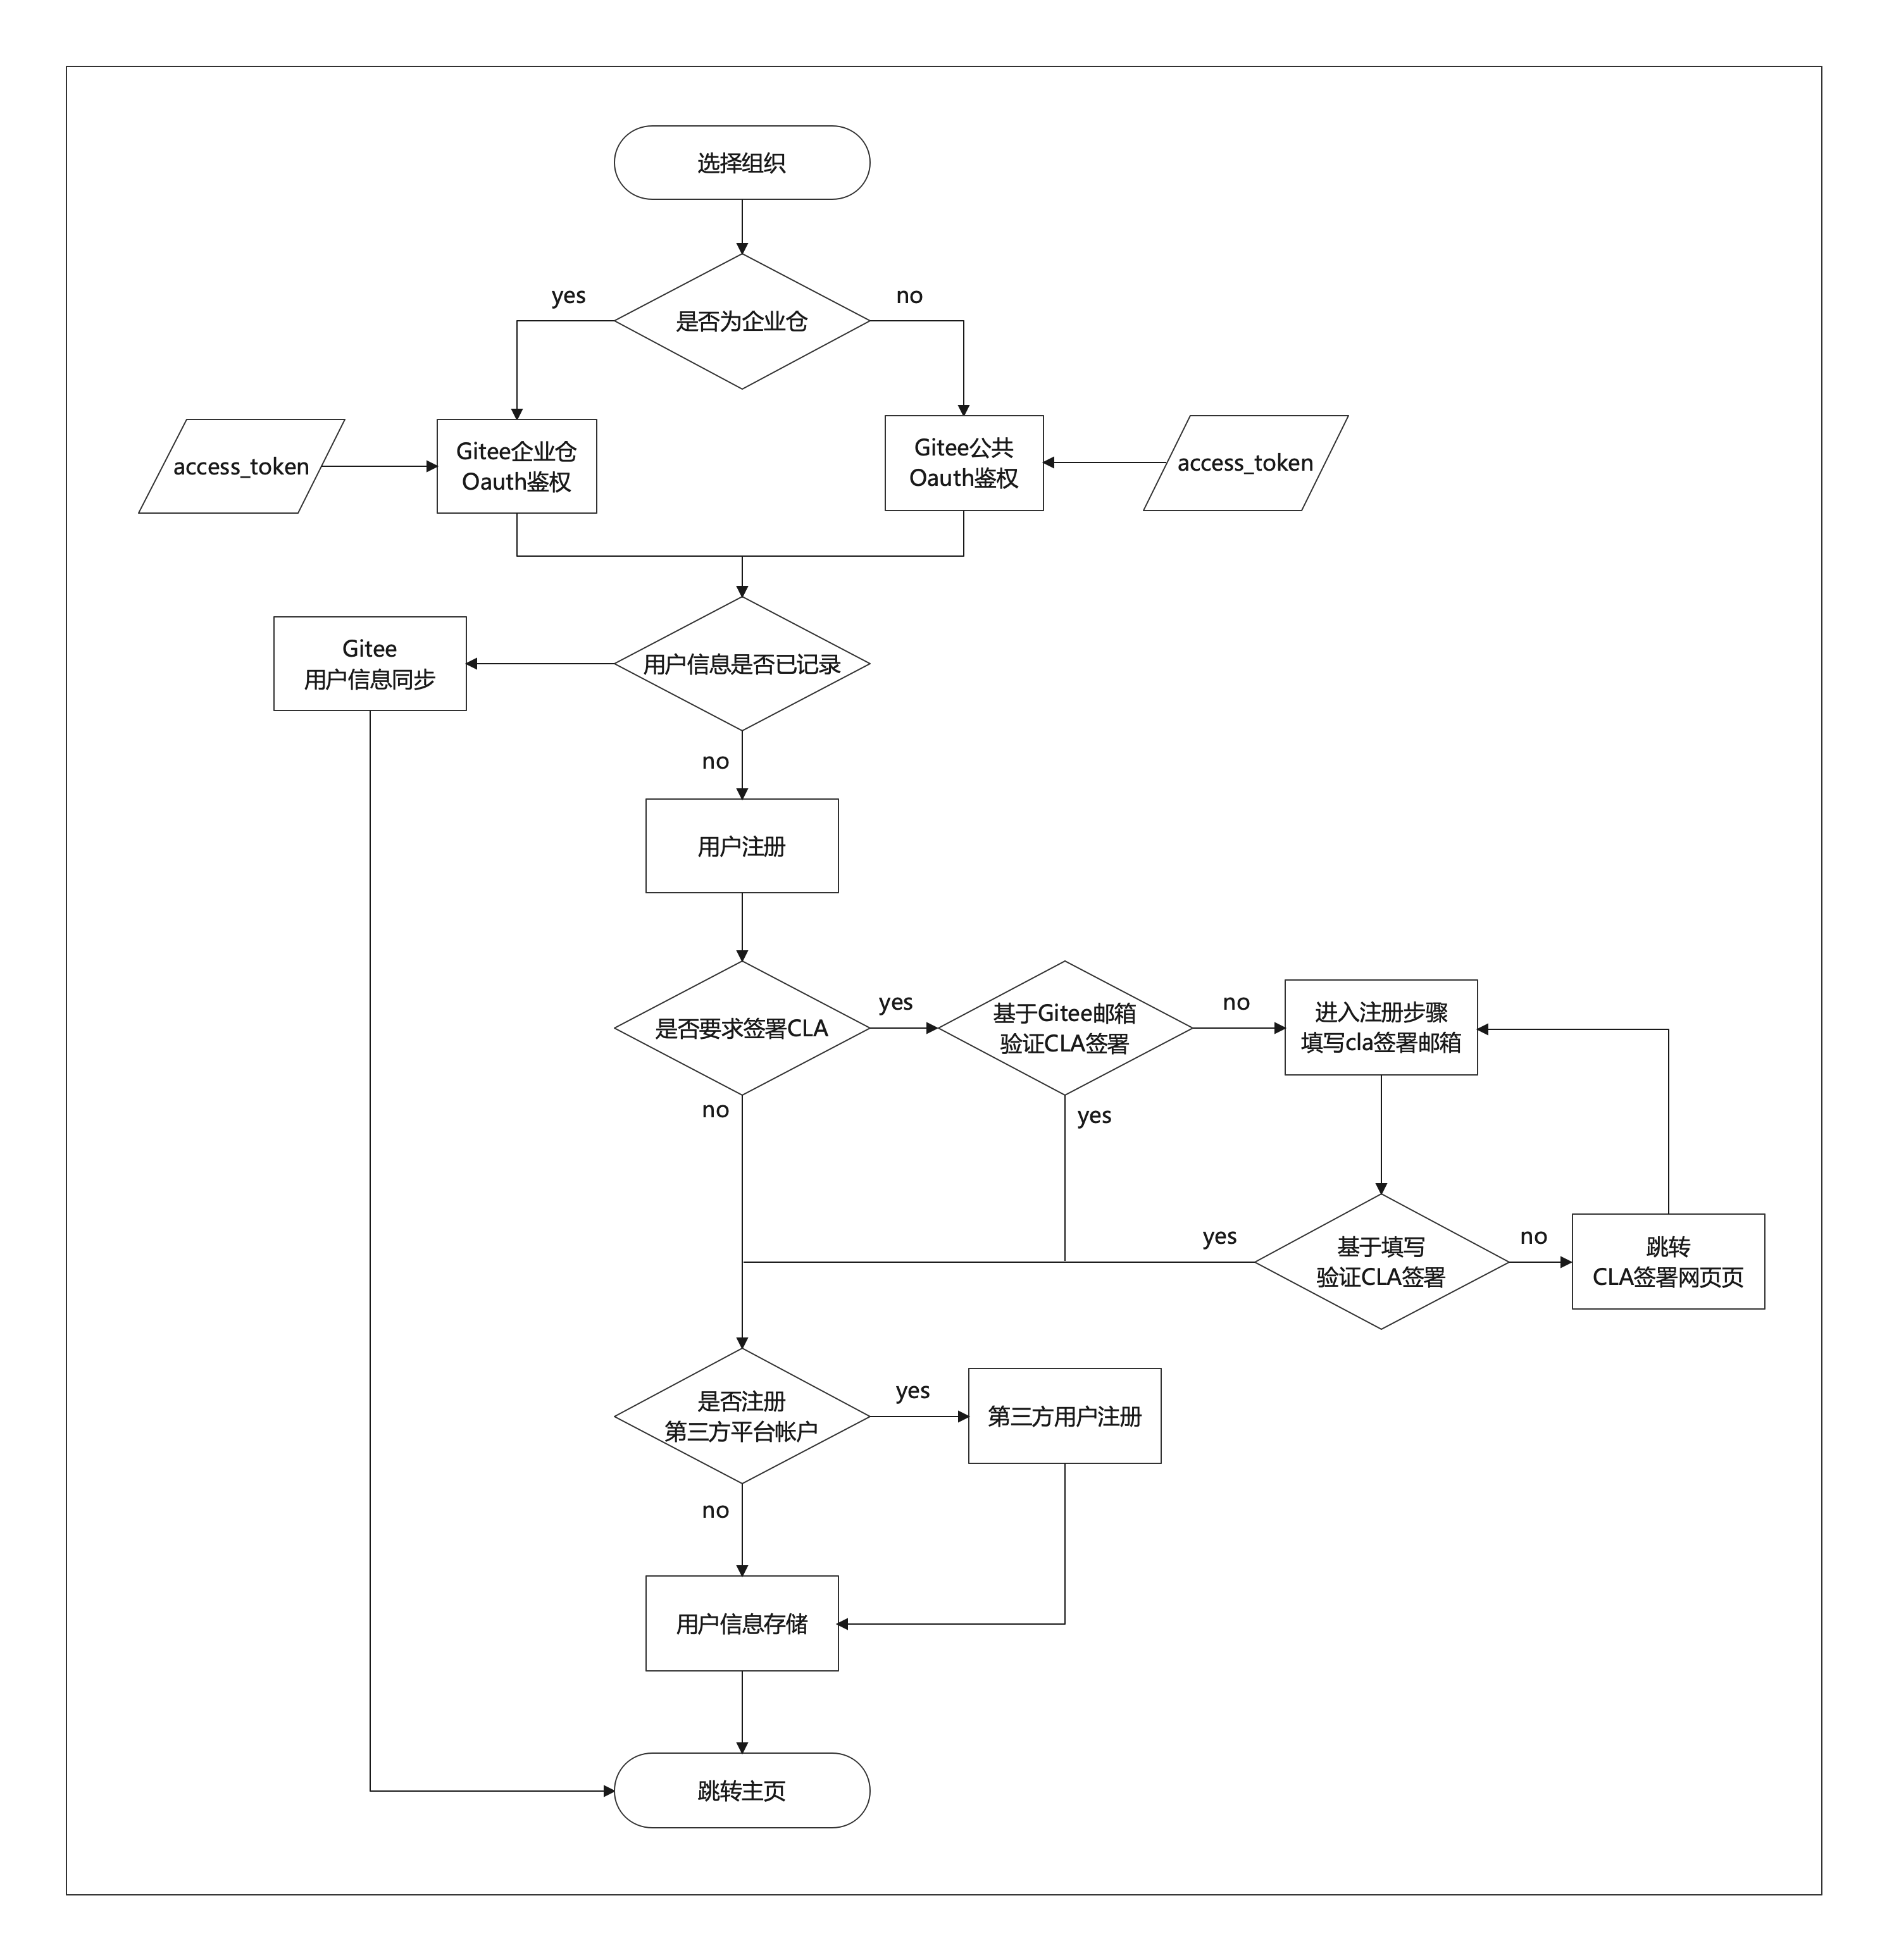 选择组织
yes
no
是否为企业仓
access_token
Gitee企业仓
Oauth鉴权
Gitee公共
Oauth鉴权
access_token
Gitee
用户信息同步
用户信息是否已记录
no
用户注册
是否要求签署CLA
yes
基于Gitee邮箱
验证CLA签署
no
进入注册步骤
填写cla签署邮箱
no
yes
yes
基于填写
验证CLA签署
no
跳转
CLA签署网页页
是否注册
第三方平台帐户
yes
第三方用户注册
no
用户信息存储
跳转主页